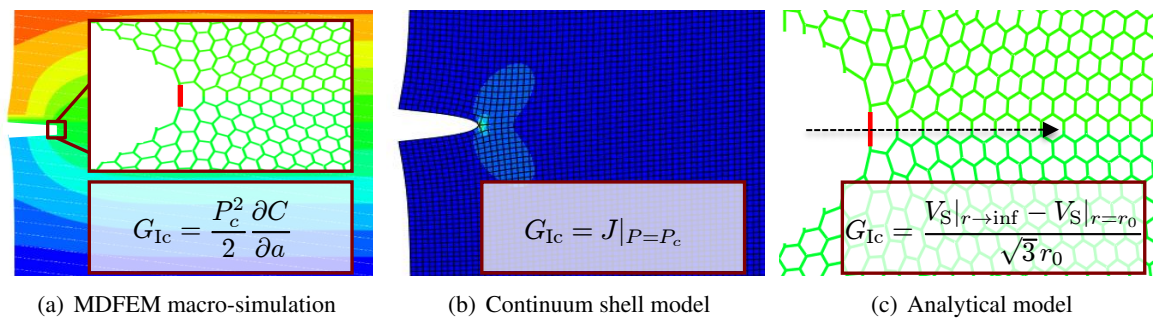 G_Ic = P_c^2/2 ∂C/∂a
G_Ic = J|_{P=P_c}
G_Ic = (V_S|_{r→inf} − V_S|_{r=r_0})/(√3 r_0)
(a) MDFEM macro-simulation
(b) Continuum shell model
(c) Analytical model